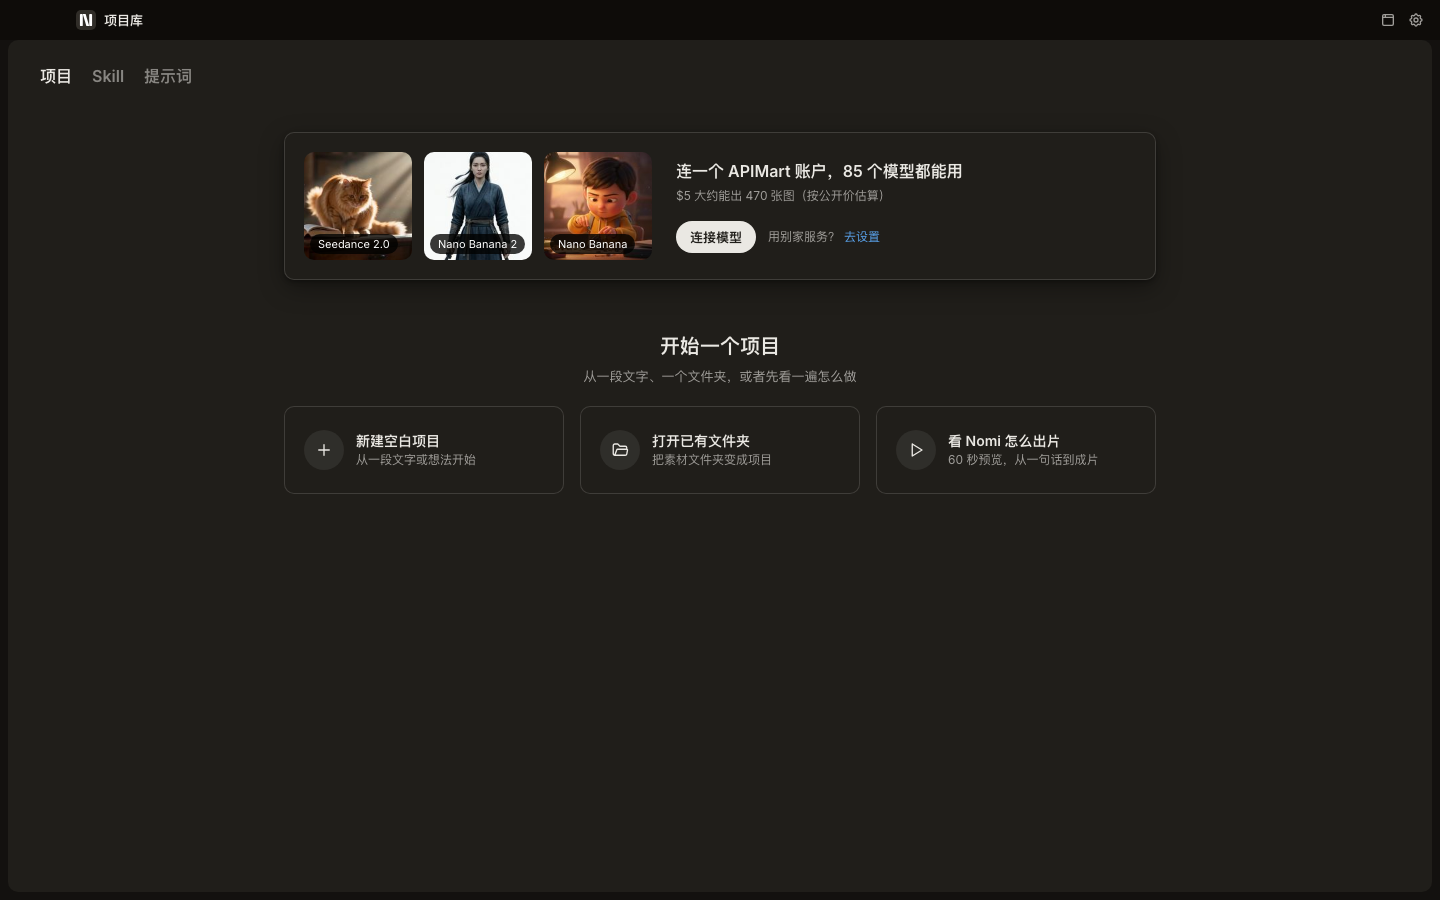 项目库
项目 Skill 提示词
Seedance 2.0
Nano Banana 2
Nano Banana
连一个 APIMart 账户，85 个模型都能用
$5 大约能出 470 张图（按公开价估算）
连接模型 用别家服务？ 去设置
开始一个项目
从一段文字、一个文件夹，或者先看一遍怎么做
新建空白项目
从一段文字或想法开始
打开已有文件夹
把素材文件夹变成项目
看 Nomi 怎么出片
60 秒预览，从一句话到成片